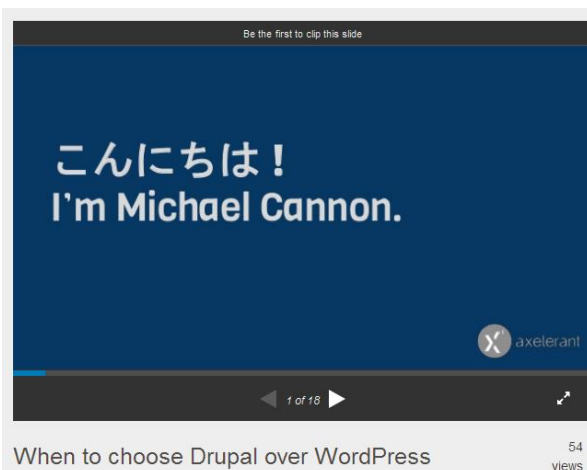 Be the first to clip this slide
こんにちは！
I'm Michael Cannon.
axelerant
1 of 18
When to choose Drupal over WordPress
54
views